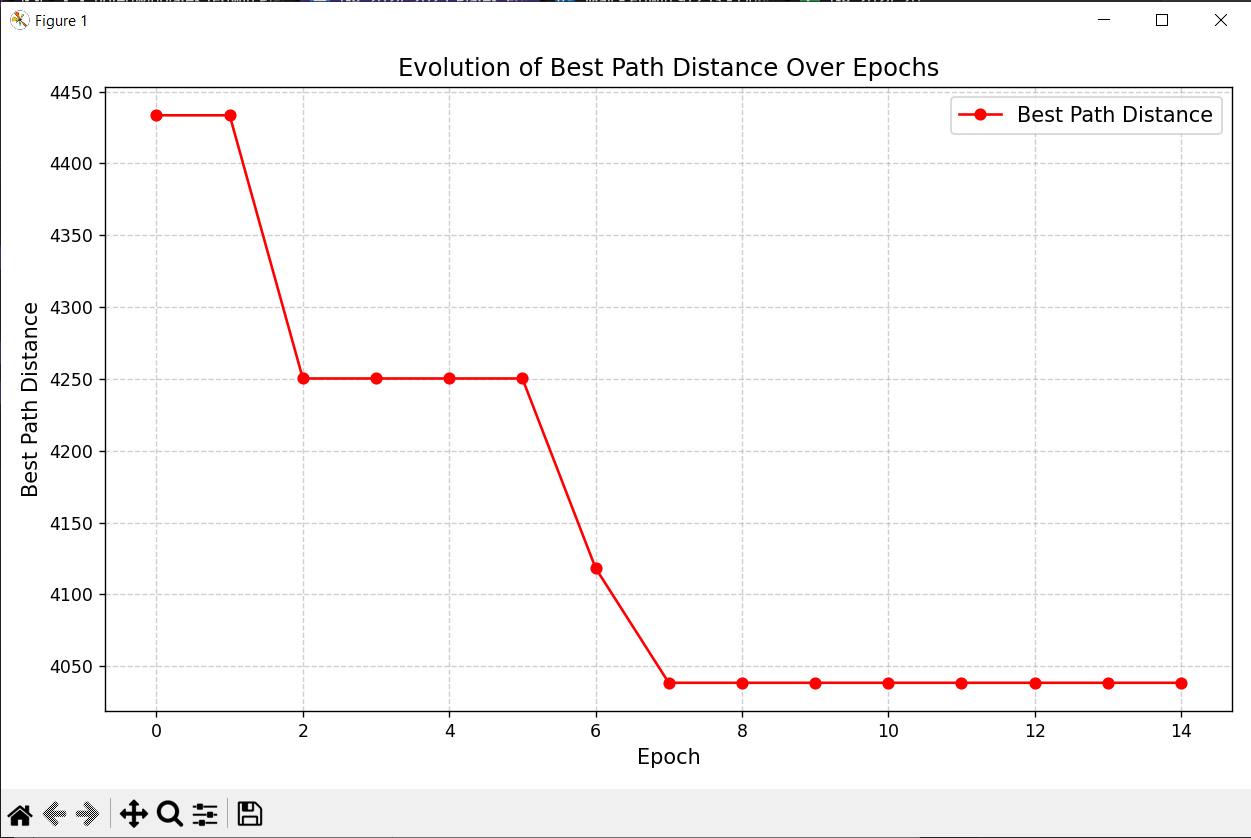 Figure 1
Evolution of Best Path Distance Over Epochs
Best Path Distance
4450
4400
4350
4300
4250
4200
4150
4100
4050
Best Path Distance
0 2 4 6 8 10 12 14
Epoch